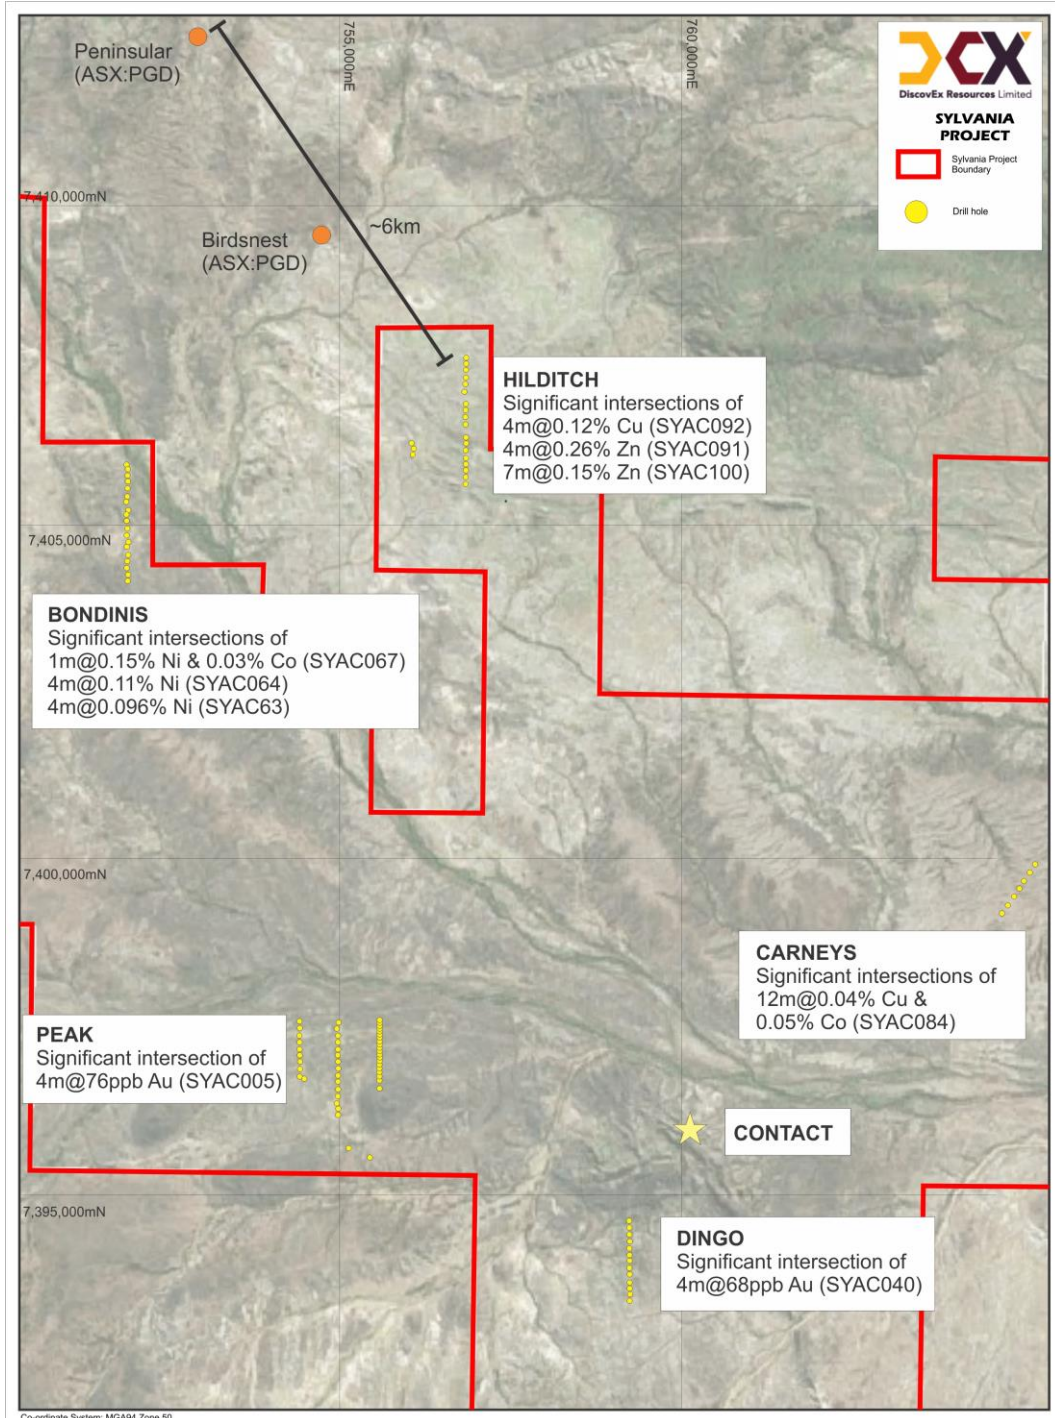 Peninsular
(ASX:PGD)
755,000mE
760,000mE
DCX
DiscovEx Resources Limited
SYLVANIA
PROJECT
Sylvania Project
Boundary
Drill hole
7,410,000mN
~6km
Birdsnest
(ASX:PGD)
HILDITCH
Significant intersections of
4m@0.12% Cu (SYAC092)
4m@0.26% Zn (SYAC091)
7m@0.15% Zn (SYAC100)
7,405,000mN
BONDINIS
Significant intersections of
1m@0.15% Ni & 0.03% Co (SYAC067)
4m@0.11% Ni (SYAC064)
4m@0.096% Ni (SYAC63)
7,400,000mN
CARNEYS
Significant intersections of
12m@0.04% Cu &
0.05% Co (SYAC084)
PEAK
Significant intersection of
4m@76ppb Au (SYAC005)
CONTACT
7,395,000mN
DINGO
Significant intersection of
4m@68ppb Au (SYAC040)
Co-ordinate System: MGA94 Zone 50